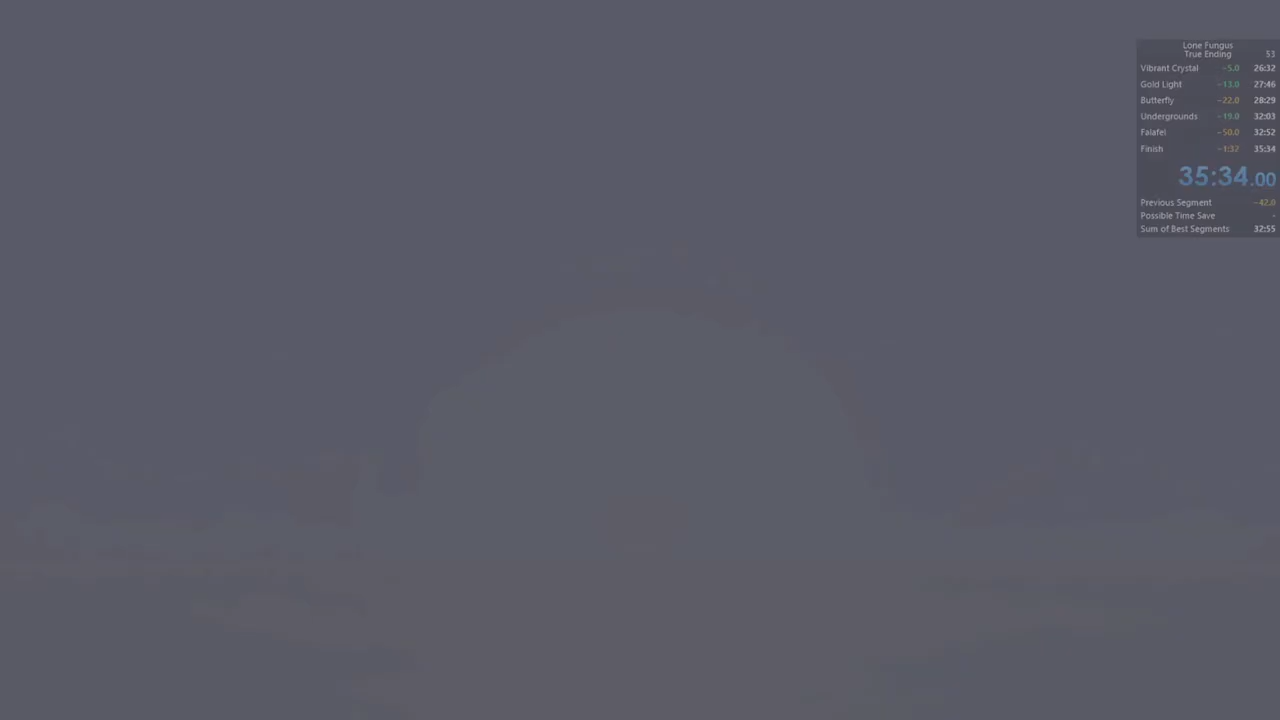 Lone Fungus
True Ending 53
Vibrant Crystal −5.0 26:32
Gold Light −13.0 27:46
Butterfly −22.0 28:29
Undergrounds −19.0 32:03
Falafel −50.0 32:52
Finish −1:32 35:34
35:34.00
Previous Segment −42.0
Possible Time Save -
Sum of Best Segments 32:55